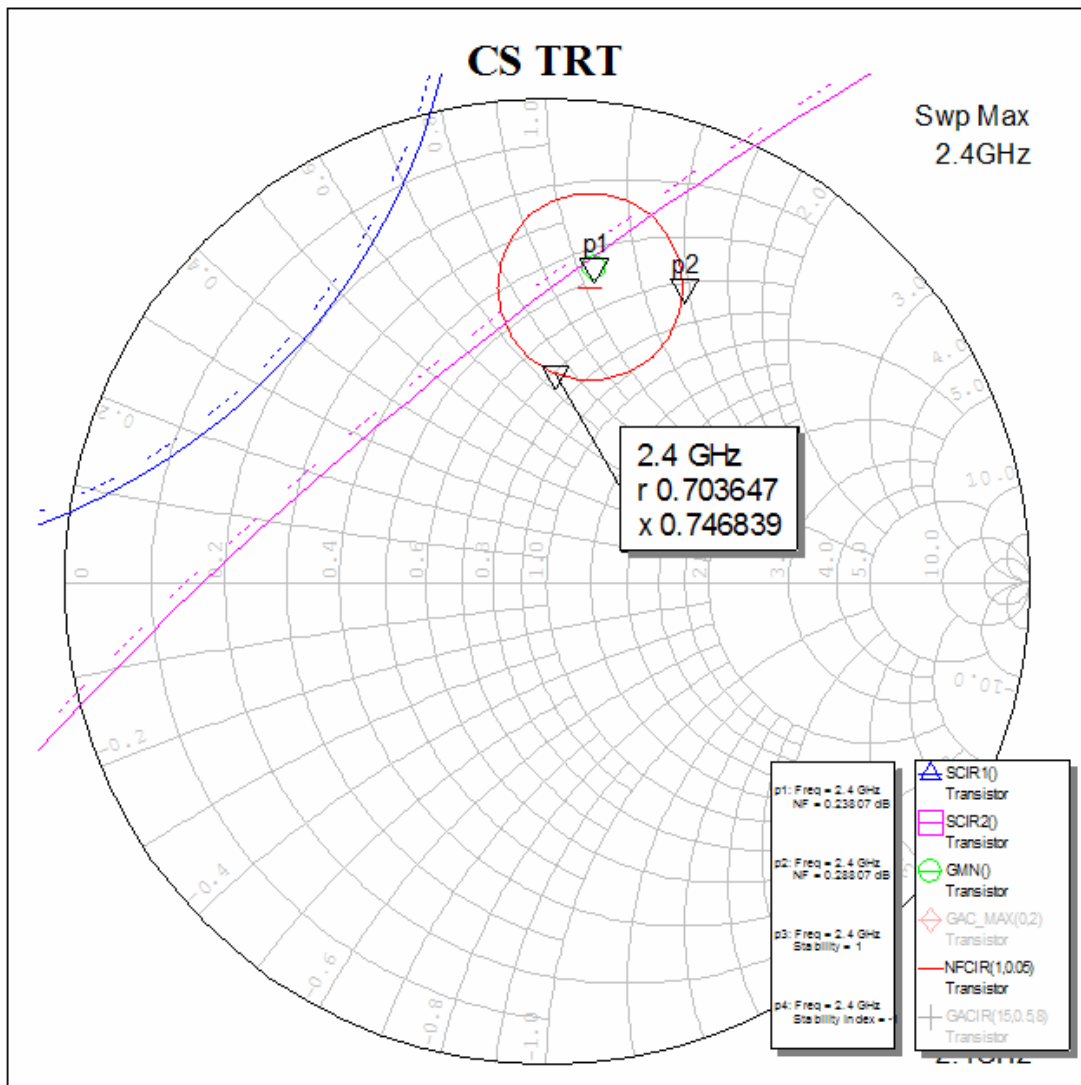 CS TRT
Swp Max
2.4GHz
1.0
0.8
2.0
0.6
p1
p2
0.4
3.0
4.0
5.0
2.4 GHz
r 0.703647
x 0.746839
0.2
10.0
0
0.2
0.4
0.6
0.8
1.0
3.0
4.0
5.0
10.0
-10.0
-0.2
-0.4
-0.6
-0.8
-1.0
p1: Freq = 2.4 GHz
NF = 0.23807 dB
p2: Freq = 2.4 GHz
NF = 0.28807 dB
p3: Freq = 2.4 GHz
Stability = 1
p4: Freq = 2.4 GHz
SCIR1()
Transistor
SCIR2()
Transistor
GMN()
Transistor
GAC_MAX(0,2)
Transistor
NFCIR(1,0.05)
Transistor
GACIR(15,0.5,8)
Transistor